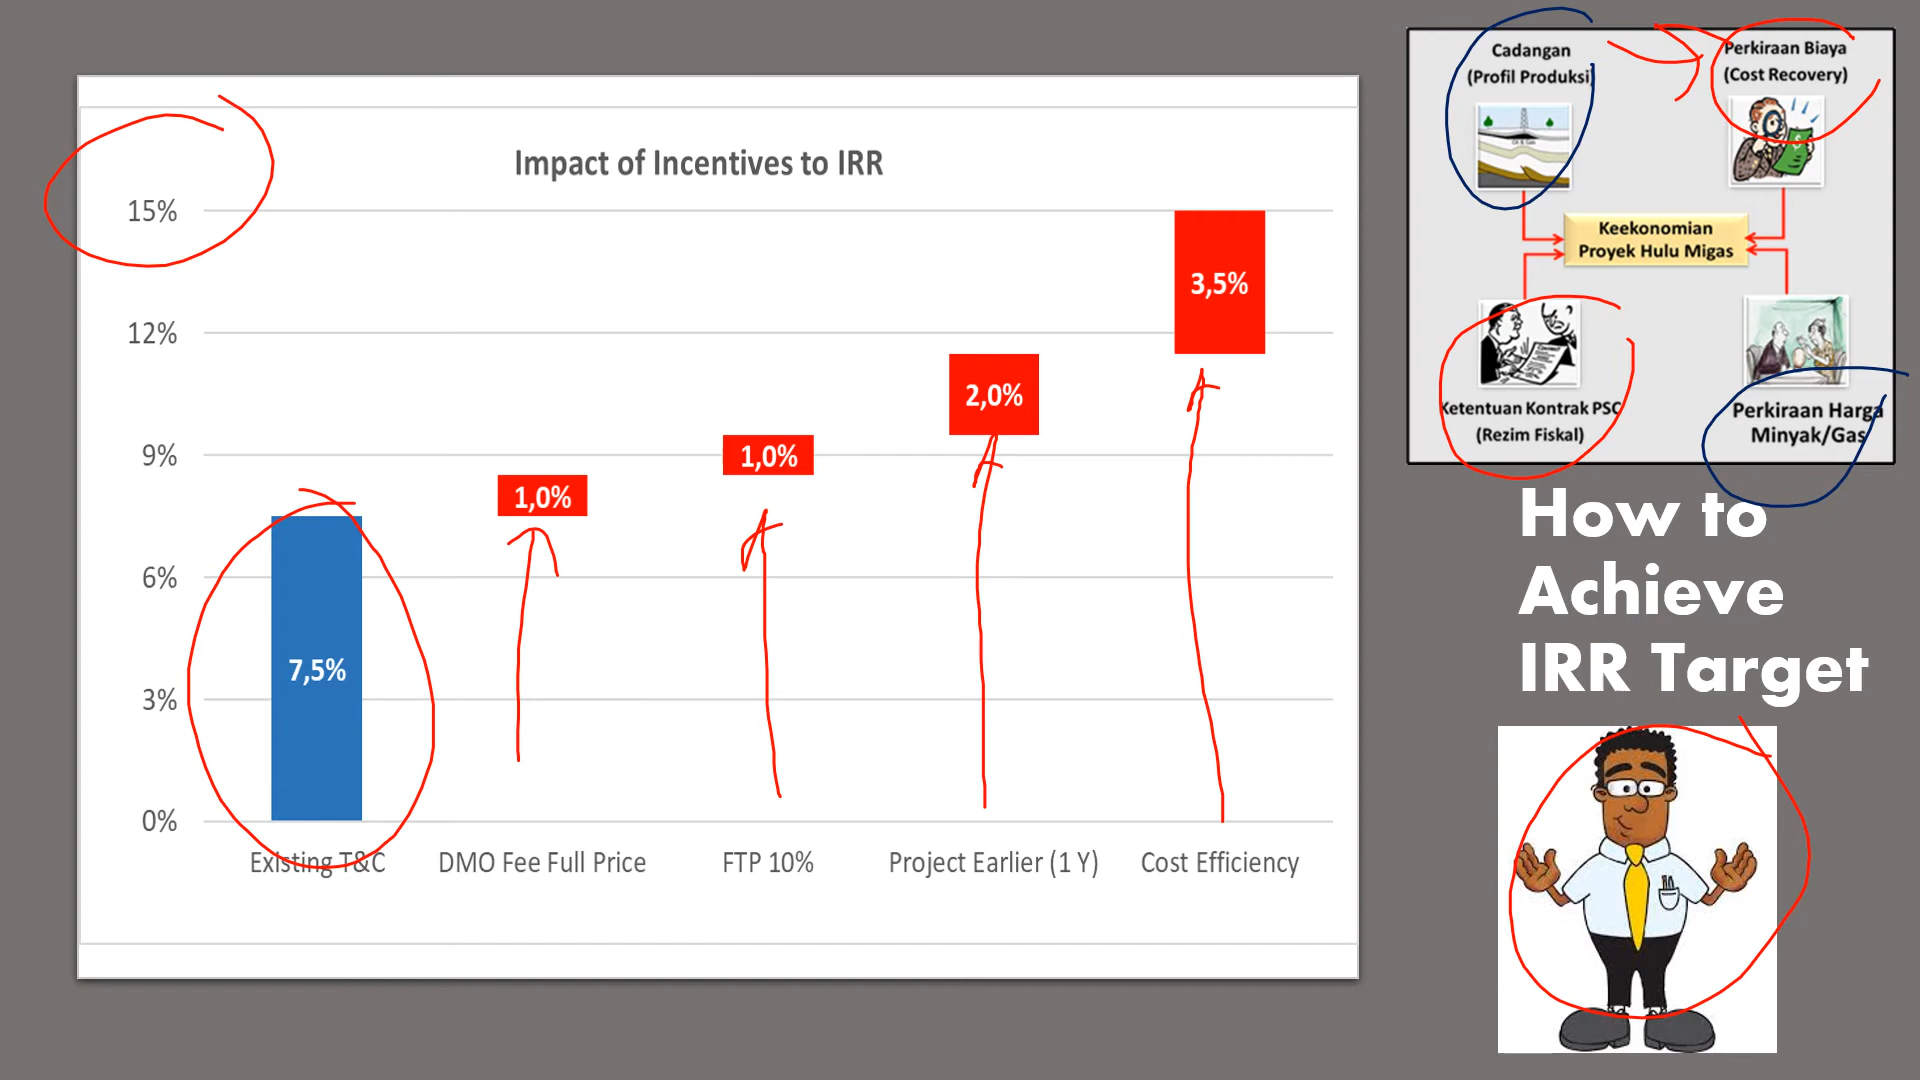 Impact of Incentives to IRR
15%
12%
9%
6%
3%
0%
7,5%
1,0%
1,0%
2,0%
3,5%
Existing T&C
DMO Fee Full Price
FTP 10%
Project Earlier (1 Y)
Cost Efficiency
Cadangan
(Profil Produksi)
Perkiraan Biaya
(Cost Recovery)
Keekonomian
Proyek Hulu Migas
Ketentuan Kontrak PSC
(Rezim Fiskal)
Perkiraan Harga
Minyak/Gas
How to
Achieve
IRR Target